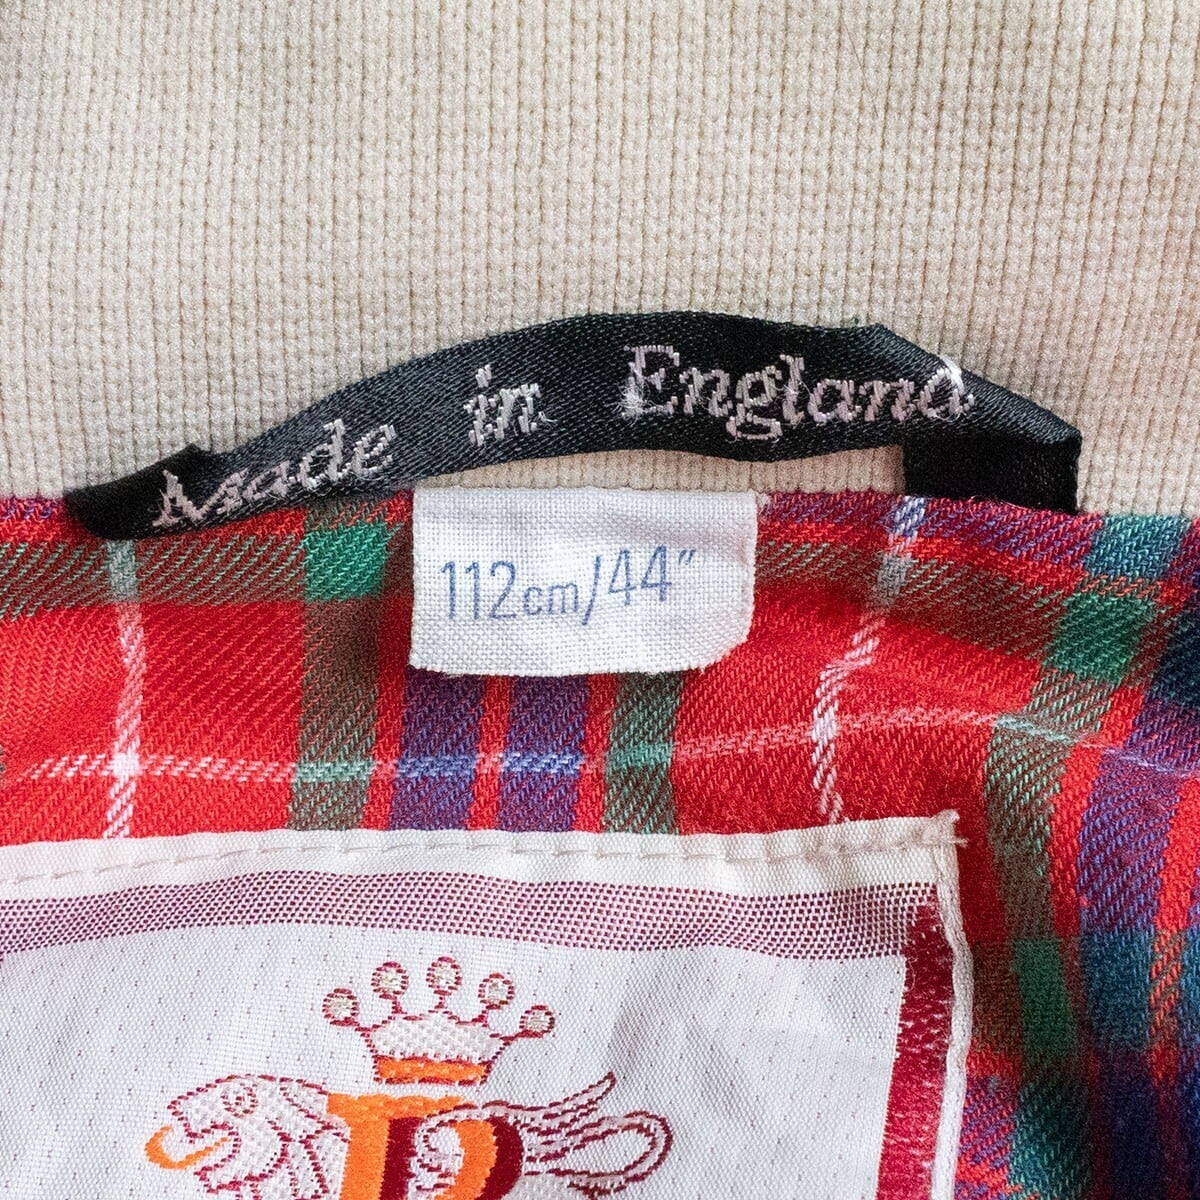 Made in England
112cm/44"
P